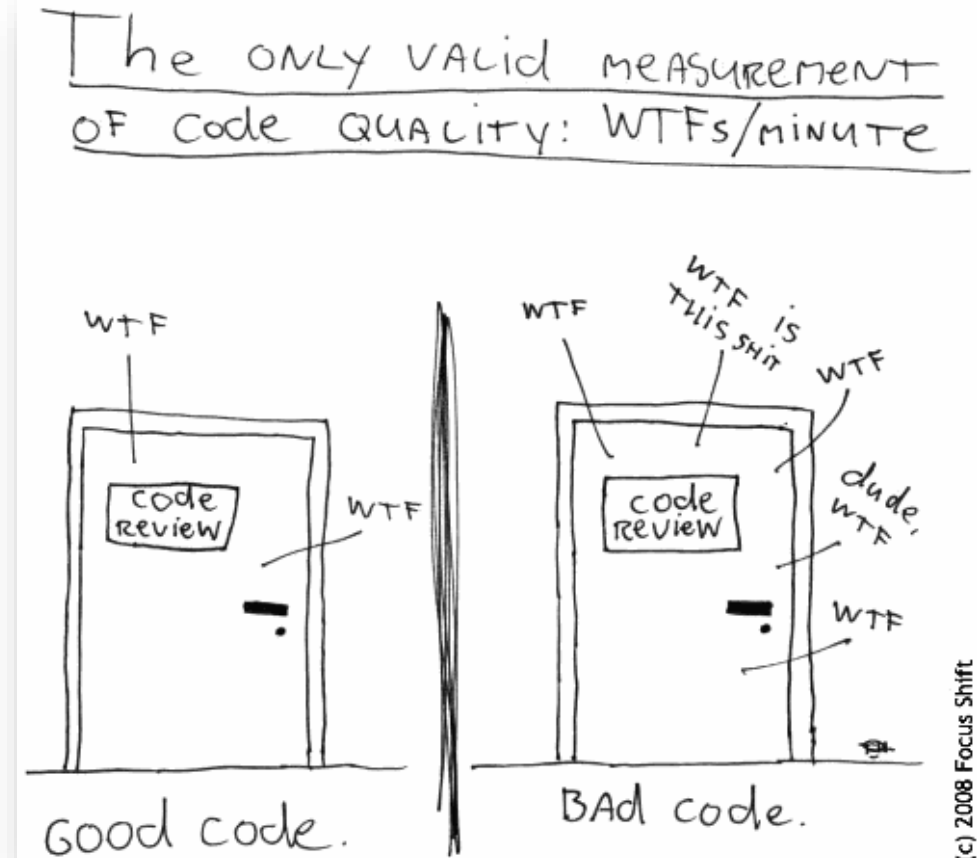 The ONLY VALid MEASUREMENT
OF Code QUALITY: WTFs/MINUTE
WTF
code
REVIEW
WTF
GOOD code.
WTF
WTF is
THis SHiT
WTF
code
REVIEW
dude,
WTF
WTF
BAd code.
(c) 2008 Focus Shift